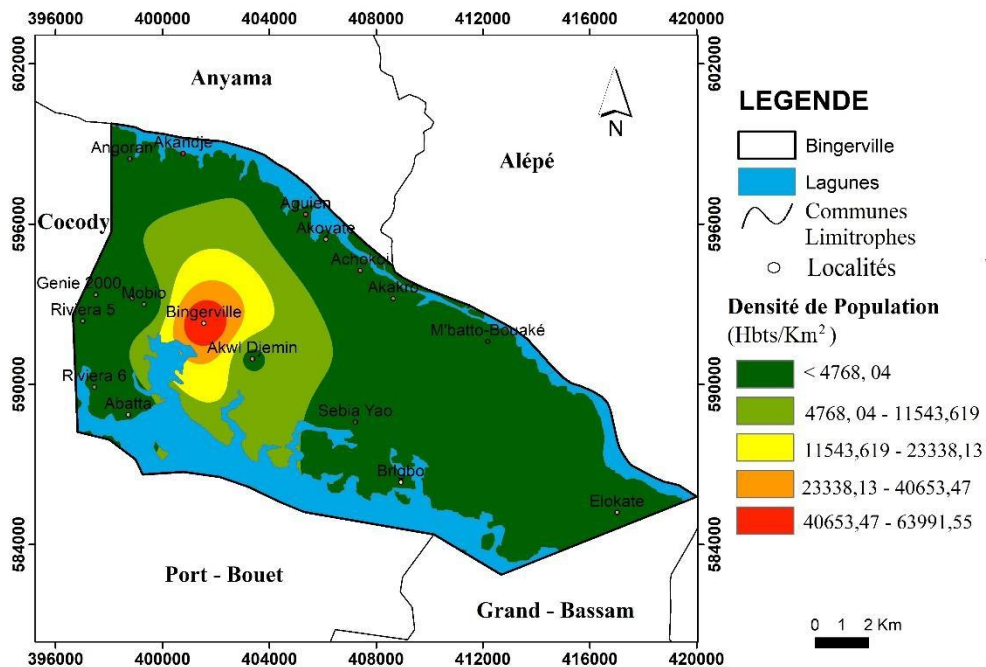 396000 400000 404000 408000 412000 416000 420000
602000
596000
590000
584000
602000
596000
590000
584000
Anyama
N
Alépé
Akandje
Angoran
Cocody
Aguien
Akovate
Achokoi
Genie 2000
Mobio
Akakro
Riviera 5
Bingerville
M'batto-Bouaké
Akwi Djemin
Riviera 6
Abatta
Sebia Yao
Brigbo
Elokate
Port - Bouet
Grand - Bassam
396000 400000 404000 408000 412000 416000 420000
LEGENDE
Bingerville
Lagunes
Communes
Limitrophes
Localités
Densité de Population
(Hbts/Km²)
< 4768, 04
4768, 04 - 11543,619
11543,619 - 23338,13
23338,13 - 40653,47
40653,47 - 63991,55
0 1 2 Km